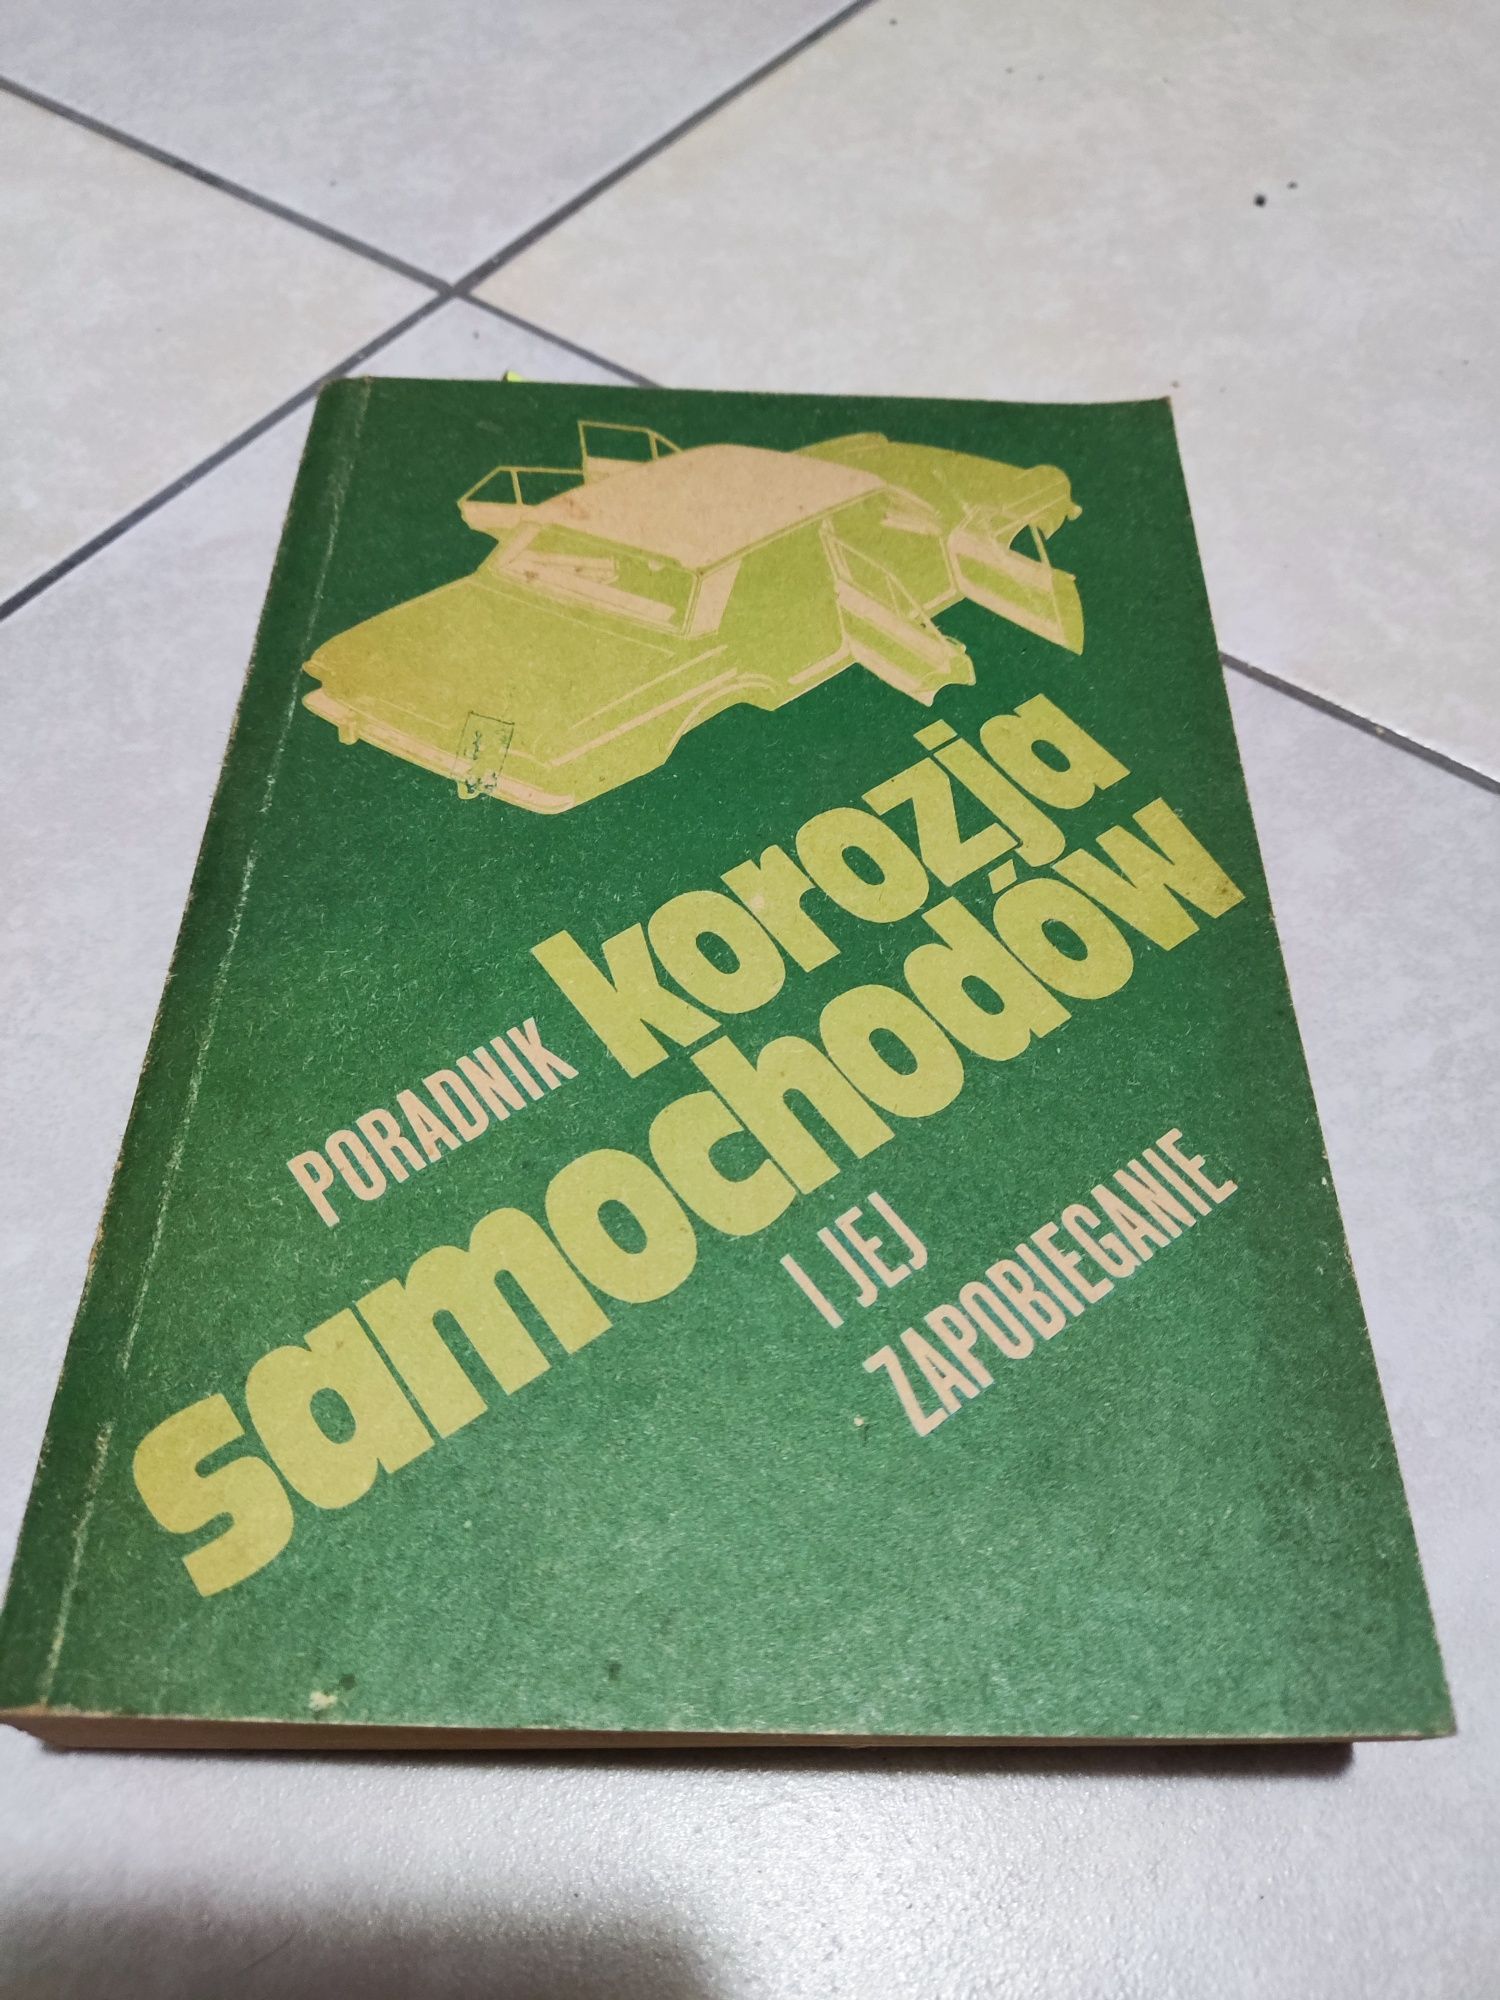 PORADNIK korozja
samochodów
I JEJ
ZAPOBIEGANIE